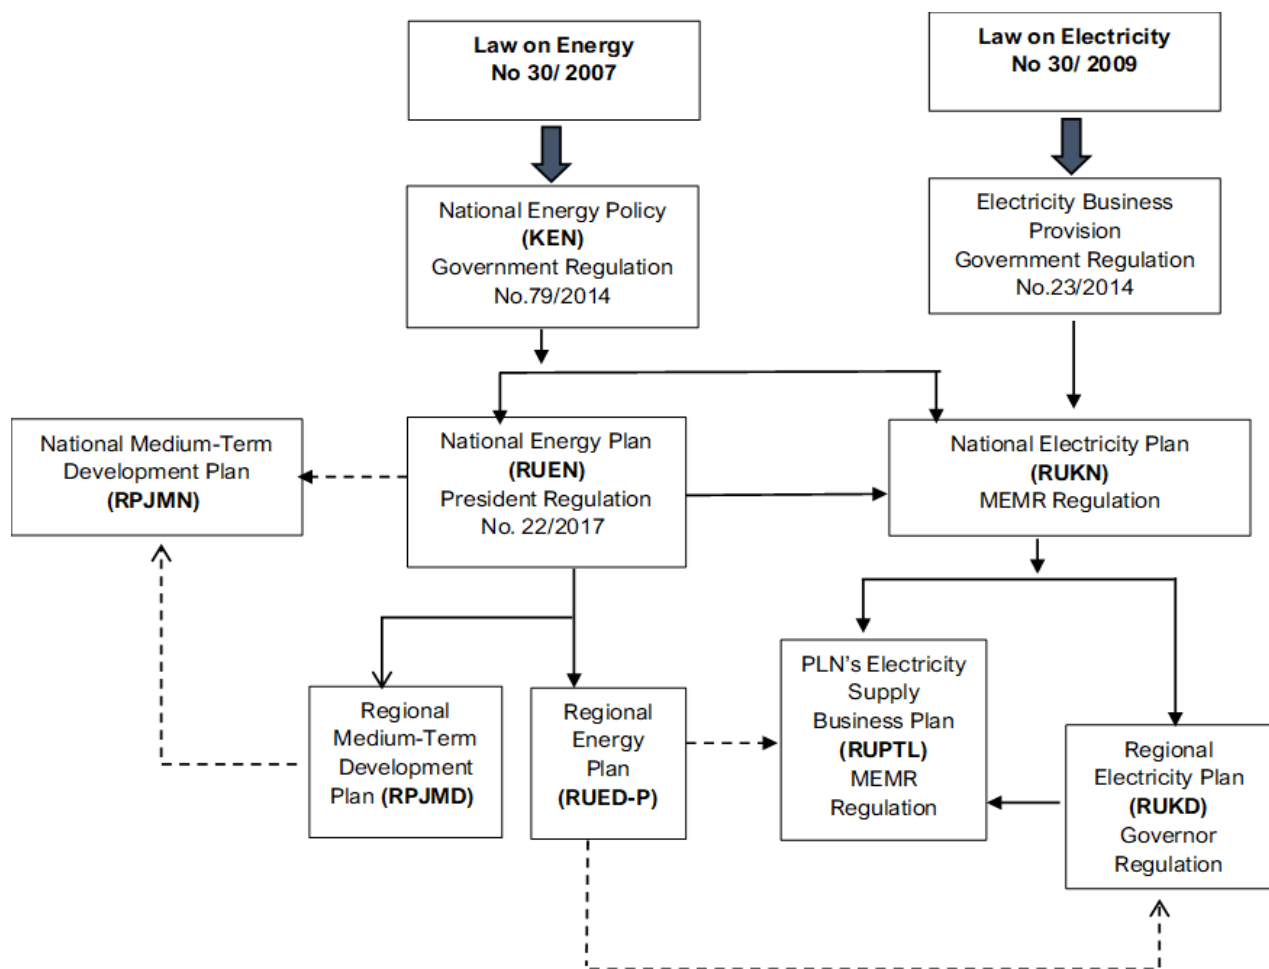 Law on Energy
No 30/ 2007
Law on Electricity
No 30/ 2009
National Energy Policy
(KEN)
Government Regulation
No.79/2014
Electricity Business
Provision
Government Regulation
No.23/2014
National Medium-Term
Development Plan
(RPJMN)
National Energy Plan
(RUEN)
President Regulation
No. 22/2017
National Electricity Plan
(RUKN)
MEMR Regulation
Regional
Medium-Term
Development
Plan (RPJMD)
Regional
Energy
Plan
(RUED-P)
PLN's Electricity
Supply
Business Plan
(RUPTL)
MEMR
Regulation
Regional
Electricity Plan
(RUKD)
Governor
Regulation